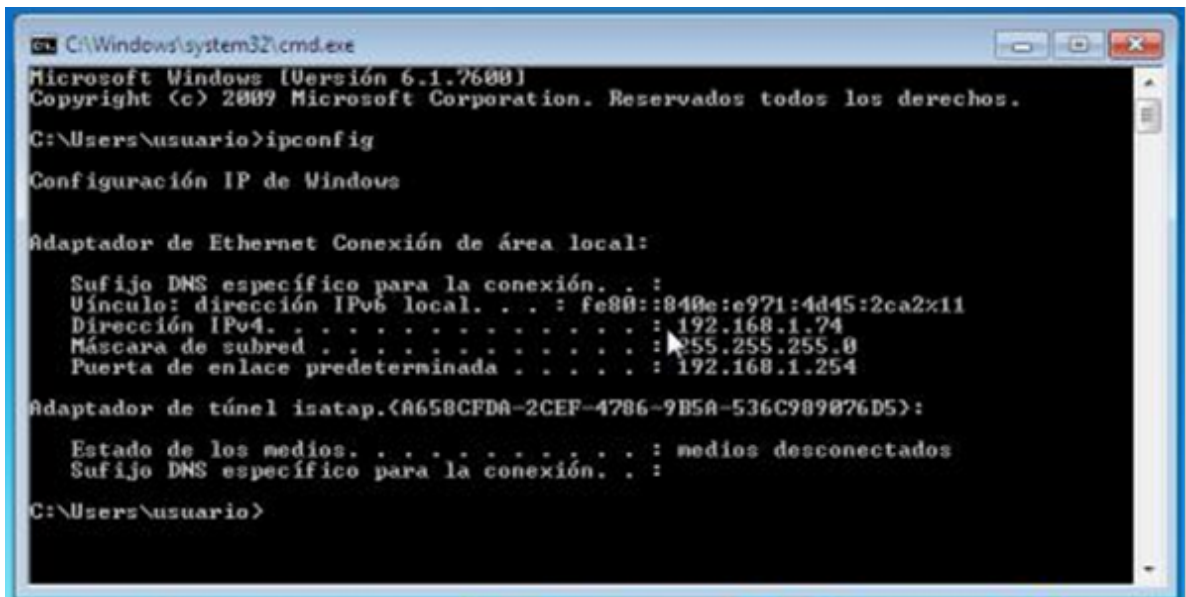 C:\Windows\system32\cmd.exe
Microsoft Windows [Versión 6.1.7600]
Copyright (c) 2009 Microsoft Corporation. Reservados todos los derechos.
C:\Users\usuario>ipconfig
Configuración IP de Windows
Adaptador de Ethernet Conexión de área local:
Sufijo DNS específico para la conexión. . :
Vínculo: dirección IPv6 local. . . : fe80::840e:e971:4d45:2ca2%11
Dirección IPv4. . . . . . . . . . . . . . : 192.168.1.74
Máscara de subred . . . . . . . . . . . . : 255.255.255.0
Puerta de enlace predeterminada . . . . . : 192.168.1.254
Adaptador de túnel isatap.{A658CFDA-2CEF-4786-9B5A-536C989076D5}:
Estado de los medios. . . . . . . . . . . : medios desconectados
Sufijo DNS específico para la conexión. . :
C:\Users\usuario>